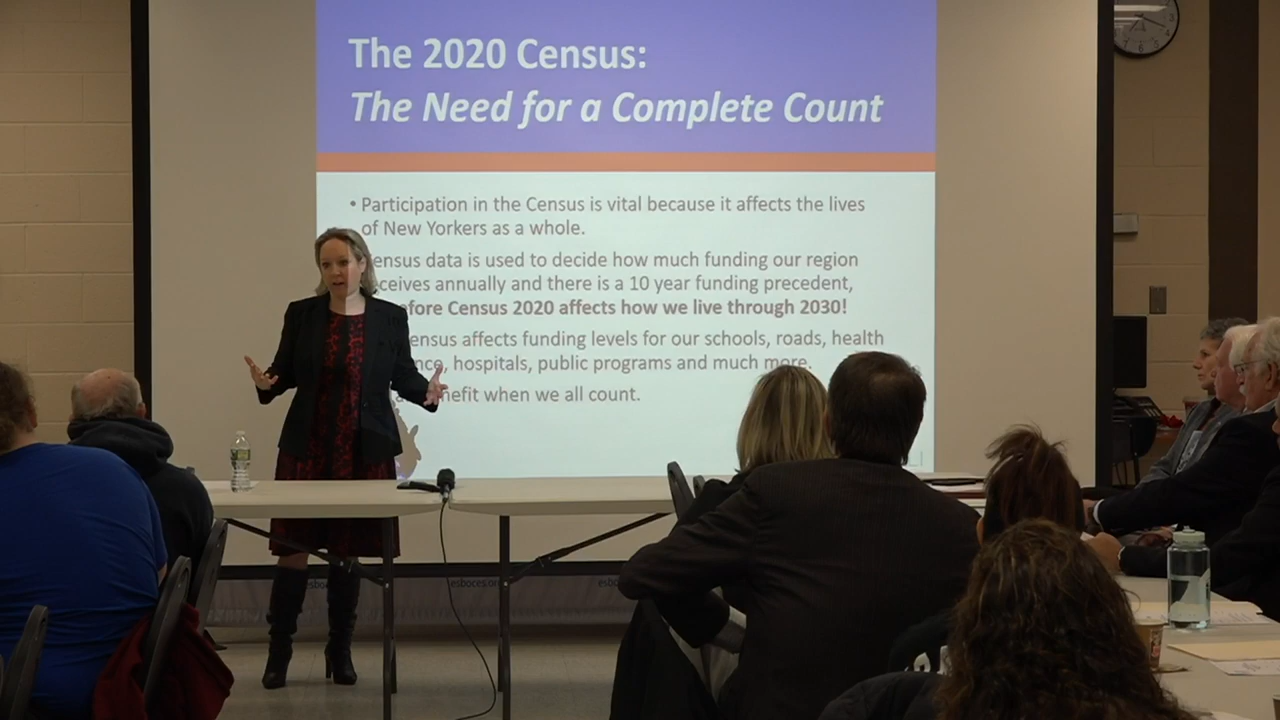 The 2020 Census:
The Need for a Complete Count
• Participation in the Census is vital because it affects the lives
of New Yorkers as a whole.
ensus data is used to decide how much funding our region
ceives annually and there is a 10 year funding precedent,
efore Census 2020 affects how we live through 2030!
ensus affects funding levels for our schools, roads, health
nce, hospitals, public programs and much more.
nefit when we all count.
esboces.org